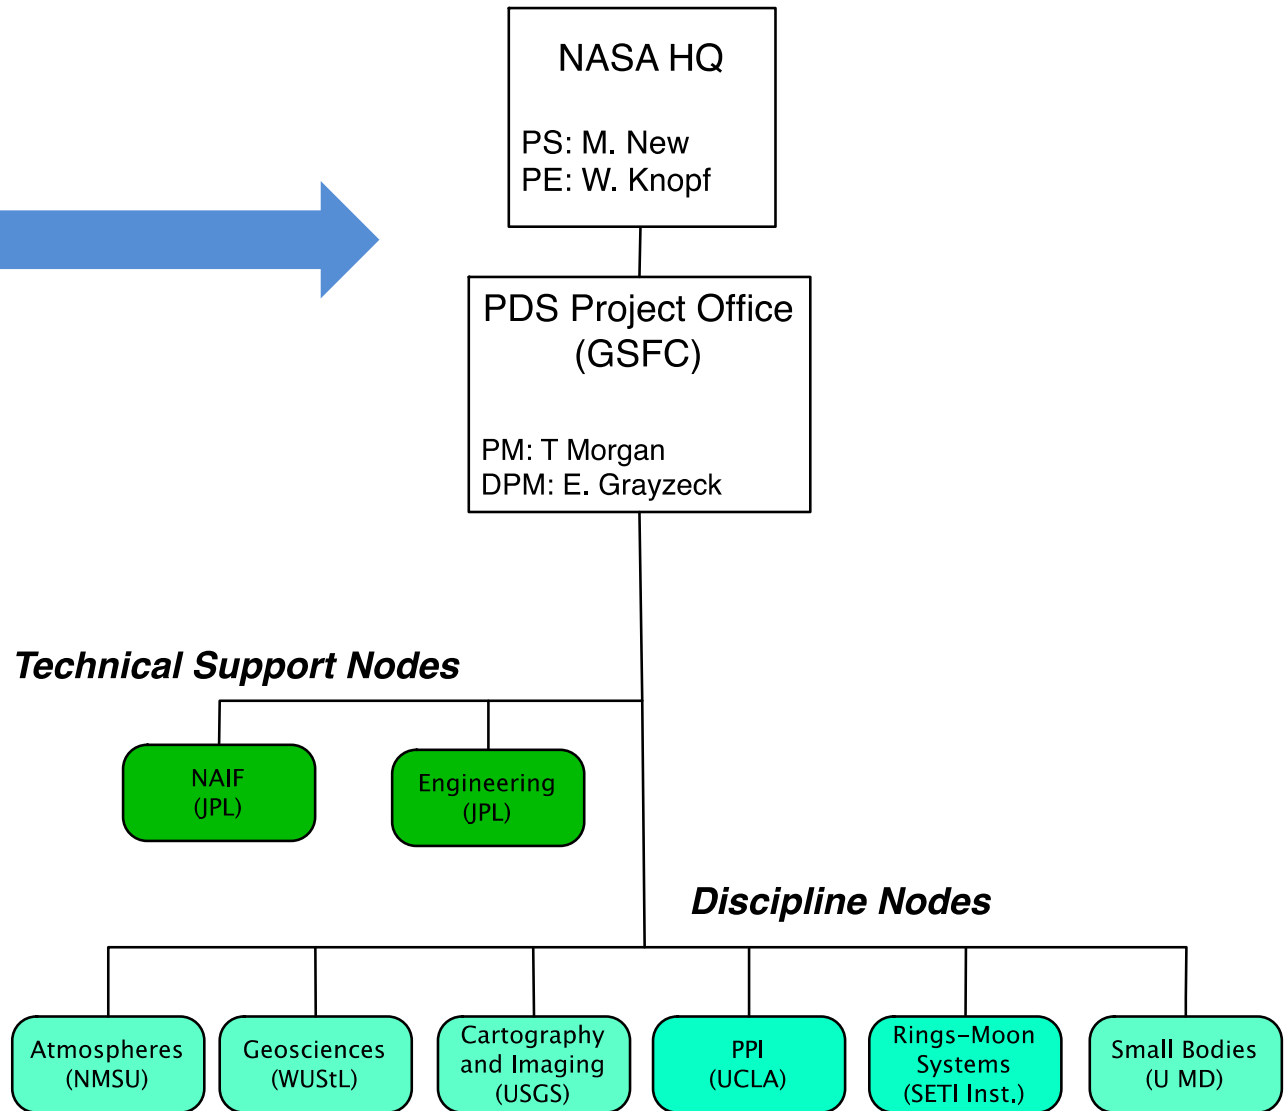 NASA HQ
PS: M. New
PE: W. Knopf
PDS Project Office
(GSFC)
PM: T Morgan
DPM: E. Grayzeck
Technical Support Nodes
NAIF
(JPL)
Engineering
(JPL)
Discipline Nodes
Atmospheres
(NMSU)
Geosciences
(WUStL)
Cartography
and Imaging
(USGS)
PPI
(UCLA)
Rings-Moon
Systems
(SETI Inst.)
Small Bodies
(U MD)